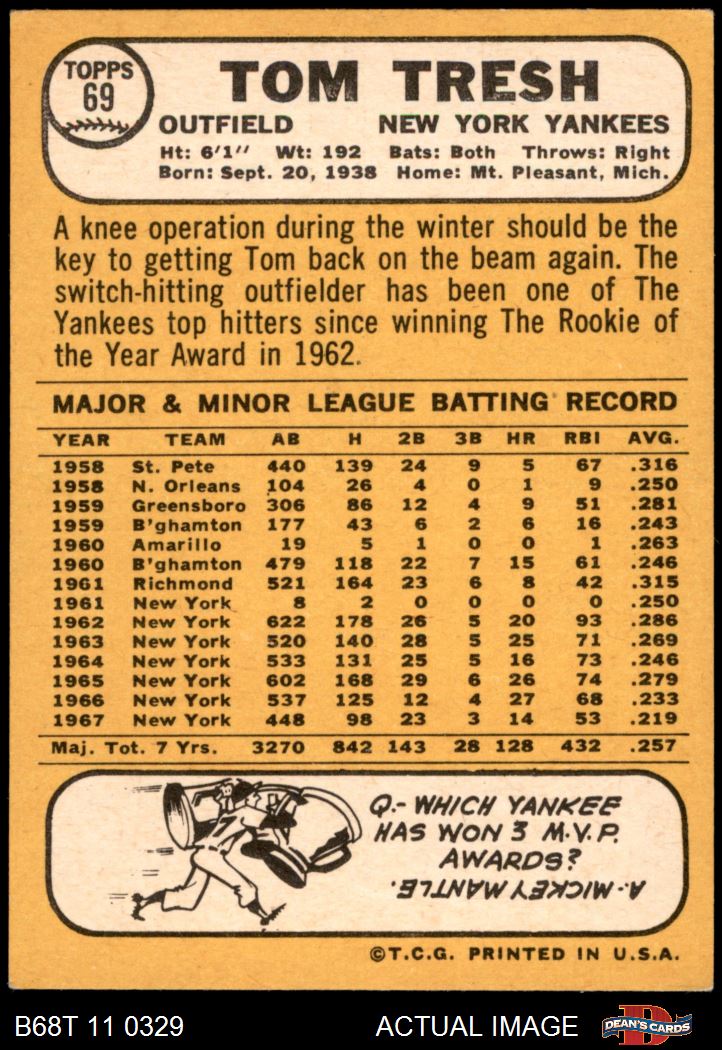 TOPPS
69
TOM TRESH
OUTFIELD NEW YORK YANKEES
Ht: 6'1" Wt: 192 Bats: Both Throws: Right
Born: Sept. 20, 1938 Home: Mt. Pleasant, Mich.
A knee operation during the winter should be the
key to getting Tom back on the beam again. The
switch-hitting outfielder has been one of The
Yankees top hitters since winning The Rookie of
the Year Award in 1962.
MAJOR & MINOR LEAGUE BATTING RECORD
YEAR TEAM AB H 2B 3B HR RBI AVG.
1958 St. Pete 440 139 24 9 5 67 .316
1958 N. Orleans 104 26 4 0 1 9 .250
1959 Greensboro 306 86 12 4 9 51 .281
1959 B'ghamton 177 43 6 2 6 16 .243
1960 Amarillo 19 5 1 0 0 1 .263
1960 B'ghamton 479 118 22 7 15 61 .246
1961 Richmond 521 164 23 6 8 42 .315
1961 New York 8 2 0 0 0 0 .250
1962 New York 622 178 26 5 20 93 .286
1963 New York 520 140 28 5 25 71 .269
1964 New York 533 131 25 5 16 73 .246
1965 New York 602 168 29 6 26 74 .279
1966 New York 537 125 12 4 27 68 .233
1967 New York 448 98 23 3 14 53 .219
Maj. Tot. 7 Yrs. 3270 842 143 28 128 432 .257
7
Q.- WHICH YANKEE
HAS WON 3 M.V.P.
AWARDS?
A.- MICKEY MANTLE.
©T.C.G. PRINTED IN U.S.A.
B68T 11 0329 ACTUAL IMAGE
D
DEAN'S CARDS